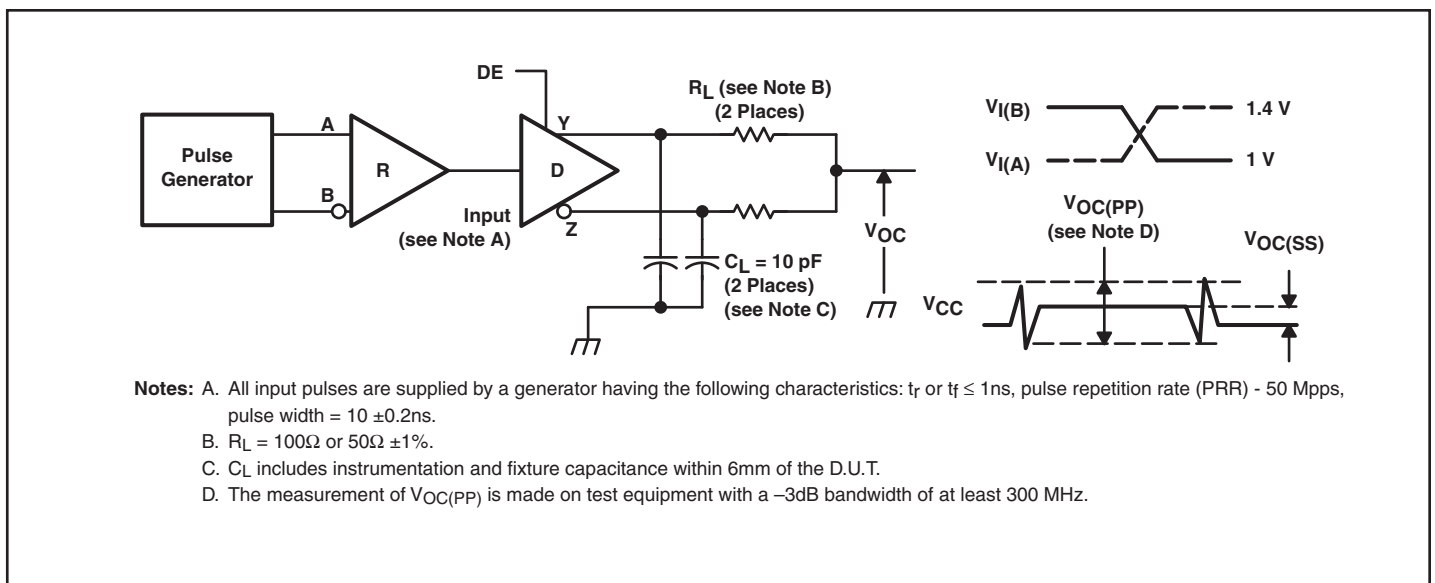 DE
RL (see Note B)
(2 Places)
Pulse
Generator
A
B
R
D
Y
Z
Input
(see Note A)
CL = 10 pF
(2 Places)
(see Note C)
VOC
VI(B)
VI(A)
1.4 V
1 V
VOC(PP)
(see Note D)
VOC(SS)
VCC
Notes: A. All input pulses are supplied by a generator having the following characteristics: tr or tf ≤ 1ns, pulse repetition rate (PRR) - 50 Mpps,
pulse width = 10 ±0.2ns.
B. RL = 100Ω or 50Ω ±1%.
C. CL includes instrumentation and fixture capacitance within 6mm of the D.U.T.
D. The measurement of VOC(PP) is made on test equipment with a –3dB bandwidth of at least 300 MHz.